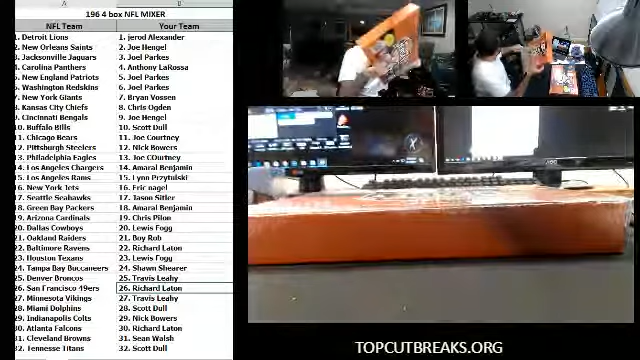 196 4 box NFL MIXER
NFL Team Your Team
1. Detroit Lions 1. jerod Alexander
2. New Orleans Saints 2. Joe Hengel
3. Jacksonville Jaguars 3. Joel Parkes
4. Carolina Panthers 4. Anthony LaRossa
5. New England Patriots 5. Joel Parkes
6. Washington Redskins 6. Joel Parkes
7. New York Giants 7. Bryan Vossen
8. Kansas City Chiefs 8. Chris Ogden
9. Cincinnati Bengals 9. Joe Hengel
10. Buffalo Bills 10. Scott Dull
11. Chicago Bears 11. Joe Courtney
12. Pittsburgh Steelers 12. Nick Bowers
13. Philadelphia Eagles 13. Joe COurtney
14. Los Angeles Chargers 14. Amaral Benjamin
15. Los Angeles Rams 15. Lynn Przytulski
16. New York Jets 16. Eric nagel
17. Seattle Seahawks 17. Jason Sitler
18. Green Bay Packers 18. Amaral Benjamin
19. Arizona Cardinals 19. Chris Pilon
20. Dallas Cowboys 20. Lewis Fogg
21. Oakland Raiders 21. Boy Rob
22. Baltimore Ravens 22. Richard Laton
23. Houston Texans 23. Lewis Fogg
24. Tampa Bay Buccaneers 24. Shawn Shearer
25. Denver Broncos 25. Travis Leahy
26. San Francisco 49ers 26. Richard Laton
27. Minnesota Vikings 27. Travis Leahy
28. Miami Dolphins 28. Scott Dull
29. Indianapolis Colts 29. Nick Bowers
30. Atlanta Falcons 30. Richard Laton
31. Cleveland Browns 31. Sean Walsh
32. Tennesse Titans 32. Scott Dull
TOPCUTBREAKS.ORG